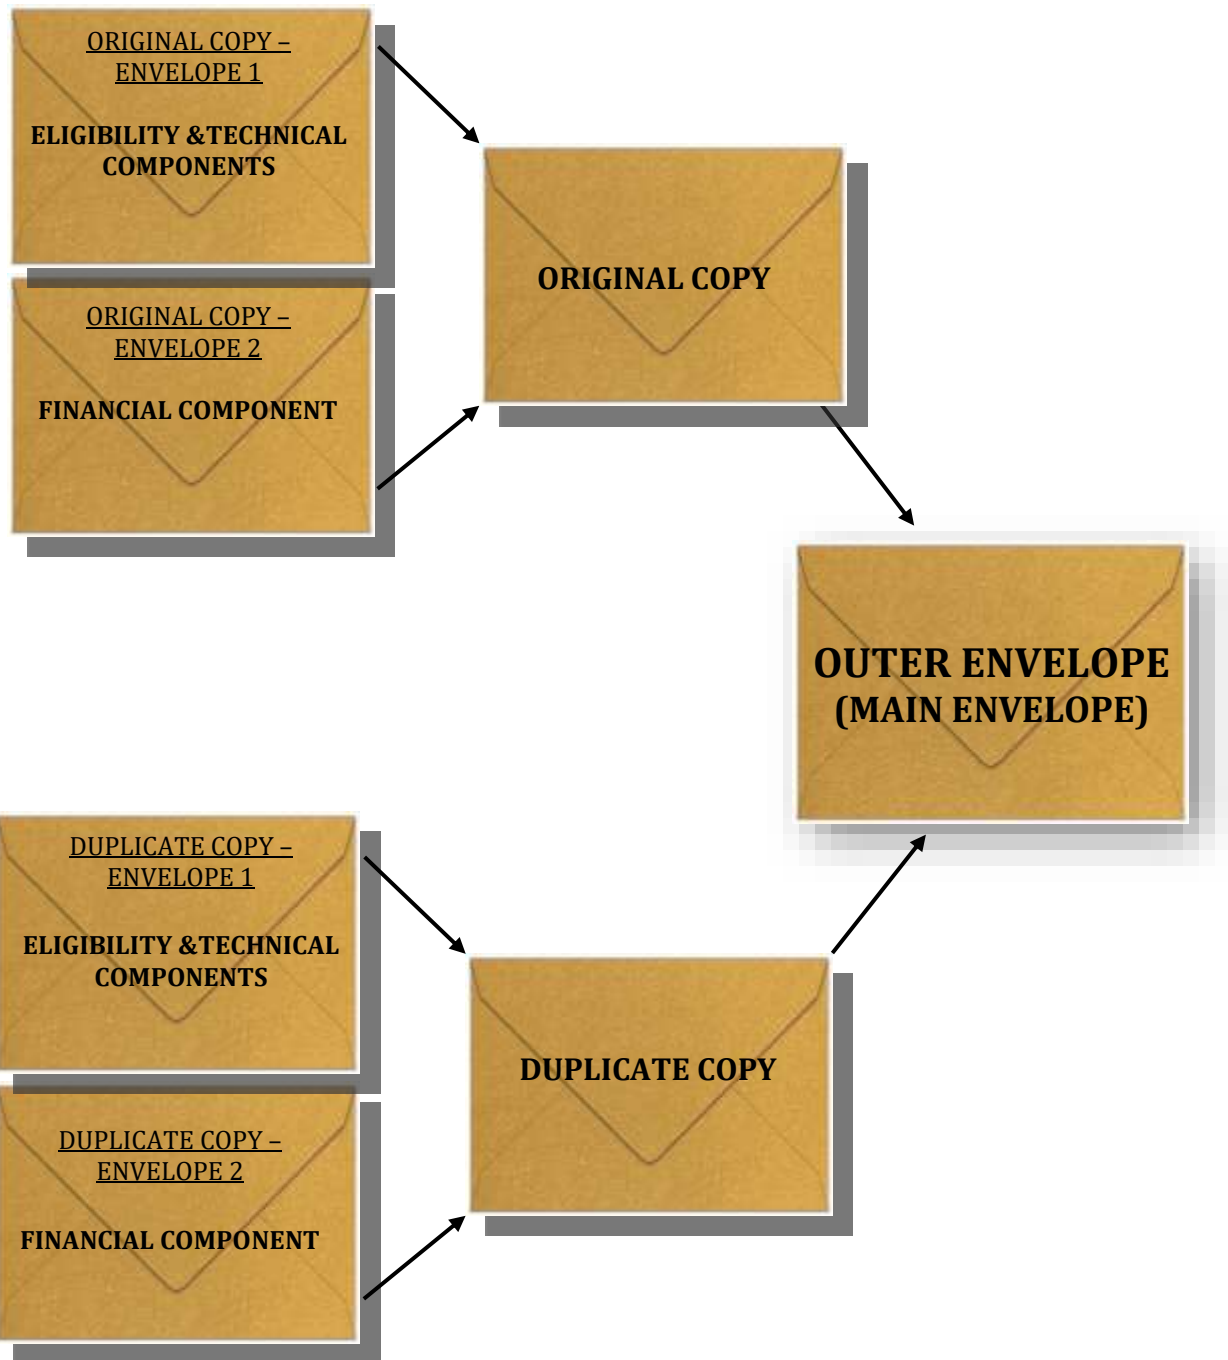 ORIGINAL COPY –
ENVELOPE 1
ELIGIBILITY &TECHNICAL
COMPONENTS
ORIGINAL COPY –
ENVELOPE 2
FINANCIAL COMPONENT
ORIGINAL COPY
OUTER ENVELOPE
(MAIN ENVELOPE)
DUPLICATE COPY –
ENVELOPE 1
ELIGIBILITY &TECHNICAL
COMPONENTS
DUPLICATE COPY –
ENVELOPE 2
FINANCIAL COMPONENT
DUPLICATE COPY